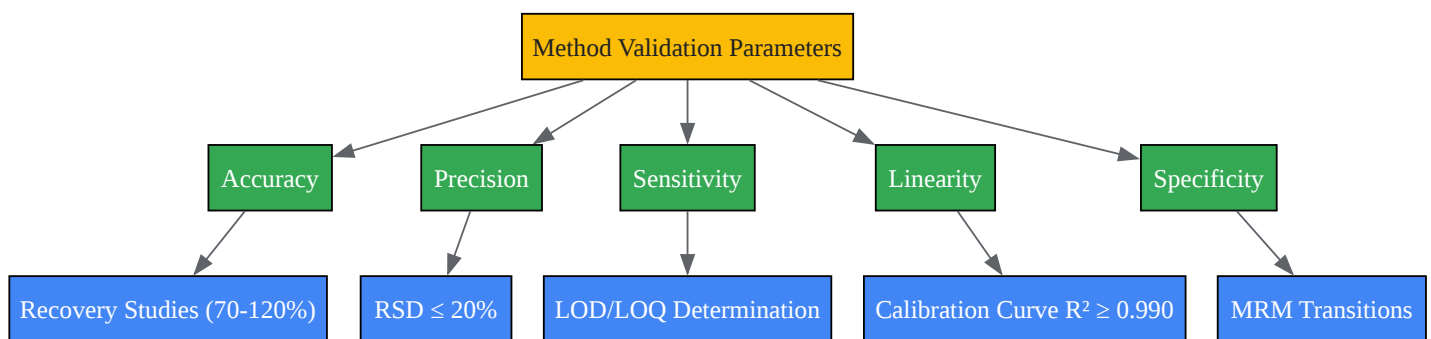 Method Validation Parameters
Accuracy
Precision
Sensitivity
Linearity
Specificity
Recovery Studies (70-120%)
RSD ≤ 20%
LOD/LOQ Determination
Calibration Curve R² ≥ 0.990
MRM Transitions